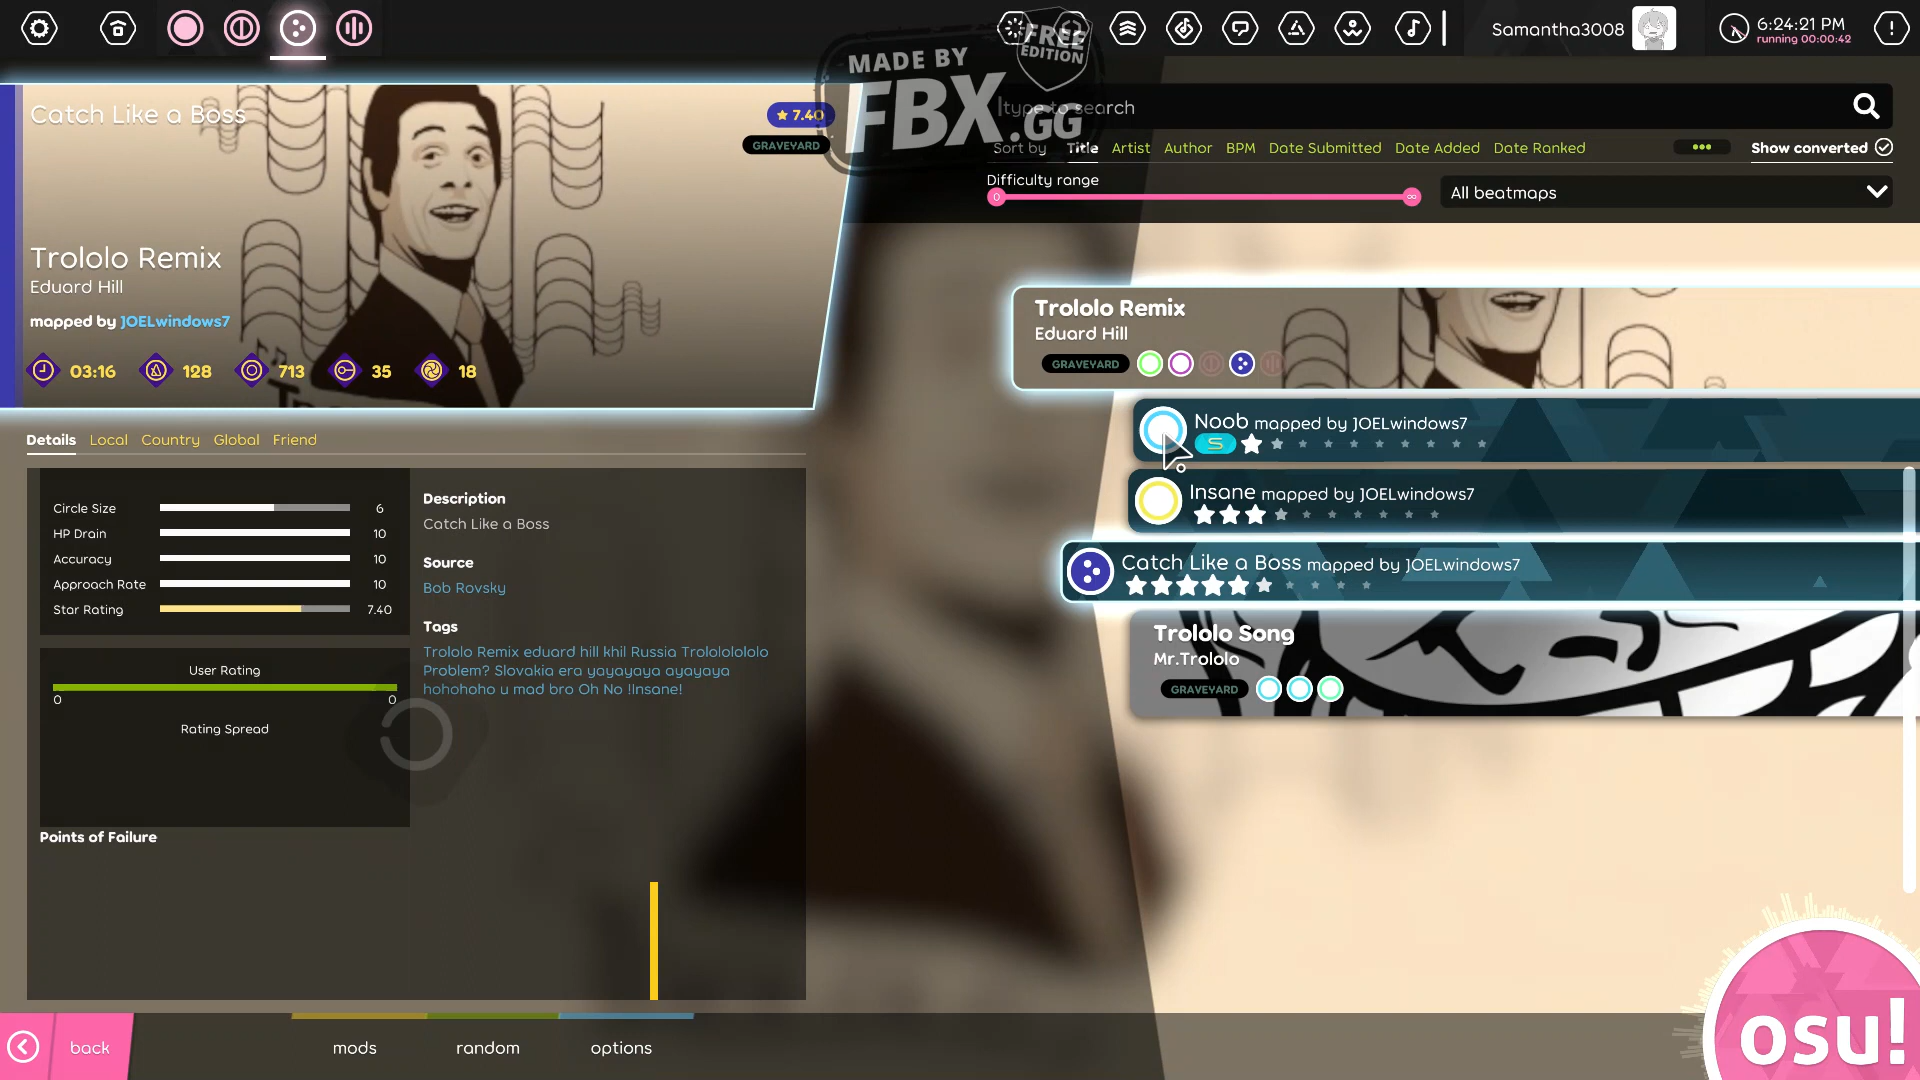 Samantha3008
6:24:21 PM
running 00:00:42
MADE BY
FREE
EDITION
FBX.GG
Catch Like a Boss
7.40
GRAVEYARD
type to search
Sort by Title Artist Author BPM Date Submitted Date Added Date Ranked
Show converted
Difficulty range
0
∞
All beatmaps
Trololo Remix
Eduard Hill
mapped by JOELwindows7
03:16 128 713 35 18
Trololo Remix
Eduard Hill
GRAVEYARD
Noob mapped by JOELwindows7
S
Insane mapped by JOELwindows7
Catch Like a Boss mapped by JOELwindows7
Trololo Song
Mr.Trololo
GRAVEYARD
Details Local Country Global Friend
Circle Size 6
HP Drain 10
Accuracy 10
Approach Rate 10
Star Rating 7.40
User Rating
0 0
Rating Spread
Points of Failure
Description
Catch Like a Boss
Source
Bob Rovsky
Tags
Trololo Remix eduard hill khil Russia Trolololololo
Problem? Slovakia era yayayaya ayayaya
hohohoho u mad bro Oh No !Insane!
back
mods
random
options
osu!